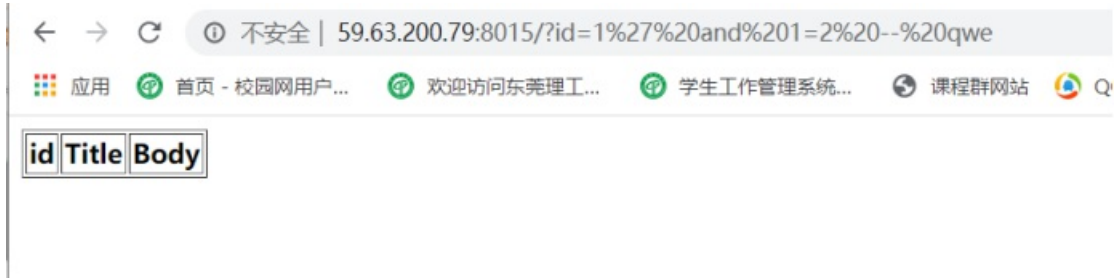 不安全 | 59.63.200.79:8015/?id=1%27%20and%201=2%20--%20qwe
应用 首页 - 校园网用户... 欢迎访问东莞理工... 学生工作管理系统... 课程群网站 Q
id Title Body